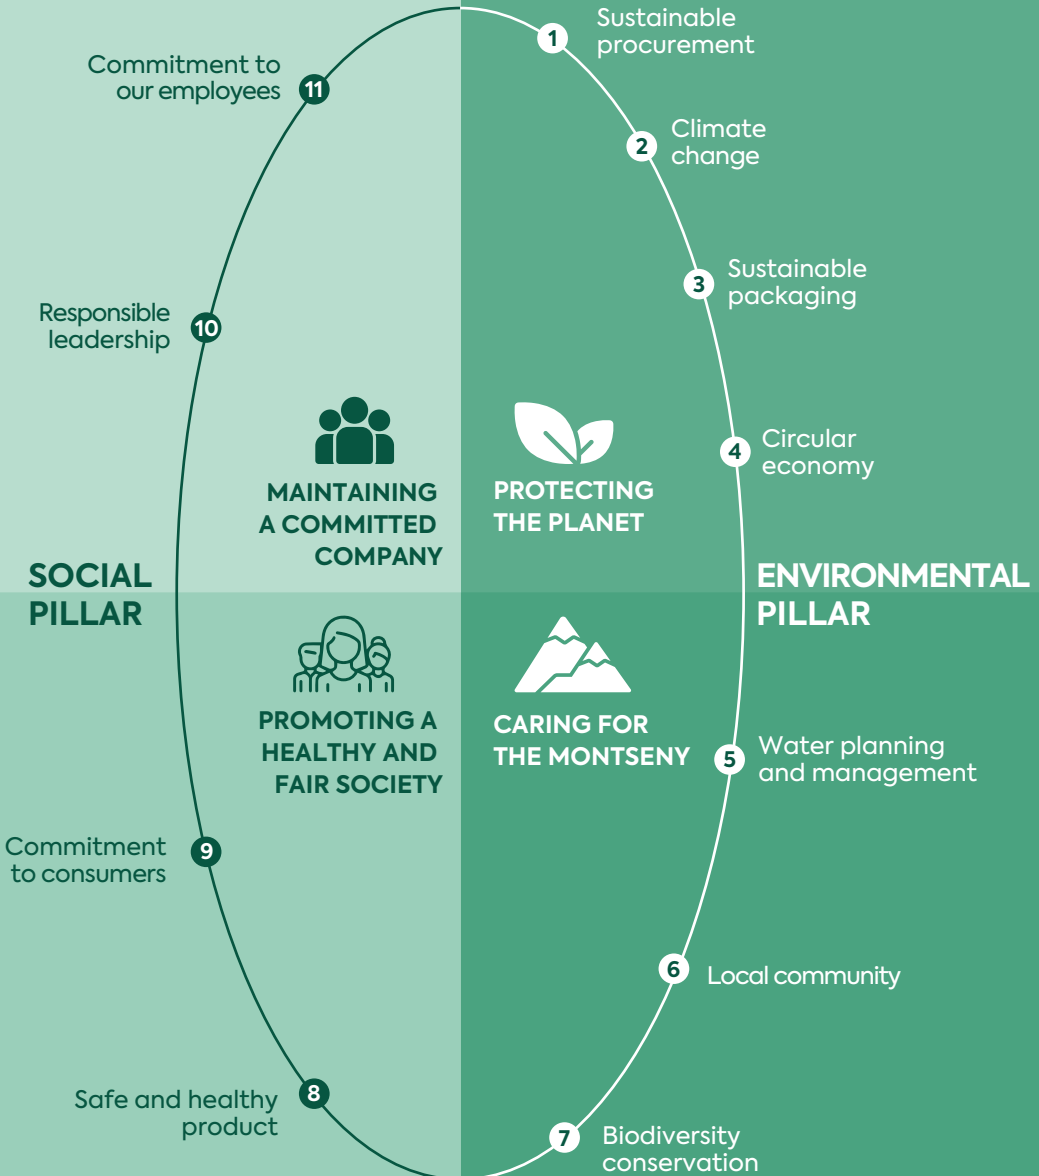 1
Sustainable
procurement
2
Climate
change
3
Sustainable
packaging
4
Circular
economy
PROTECTING
THE PLANET
ENVIRONMENTAL
PILLAR
CARING FOR
THE MONTSENY
5
Water planning
and management
6
Local community
7
Biodiversity
conservation
8
Safe and healthy
product
9
Commitment
to consumers
PROMOTING A
HEALTHY AND
FAIR SOCIETY
SOCIAL
PILLAR
MAINTAINING
A COMMITTED
COMPANY
10
Responsible
leadership
11
Commitment to
our employees